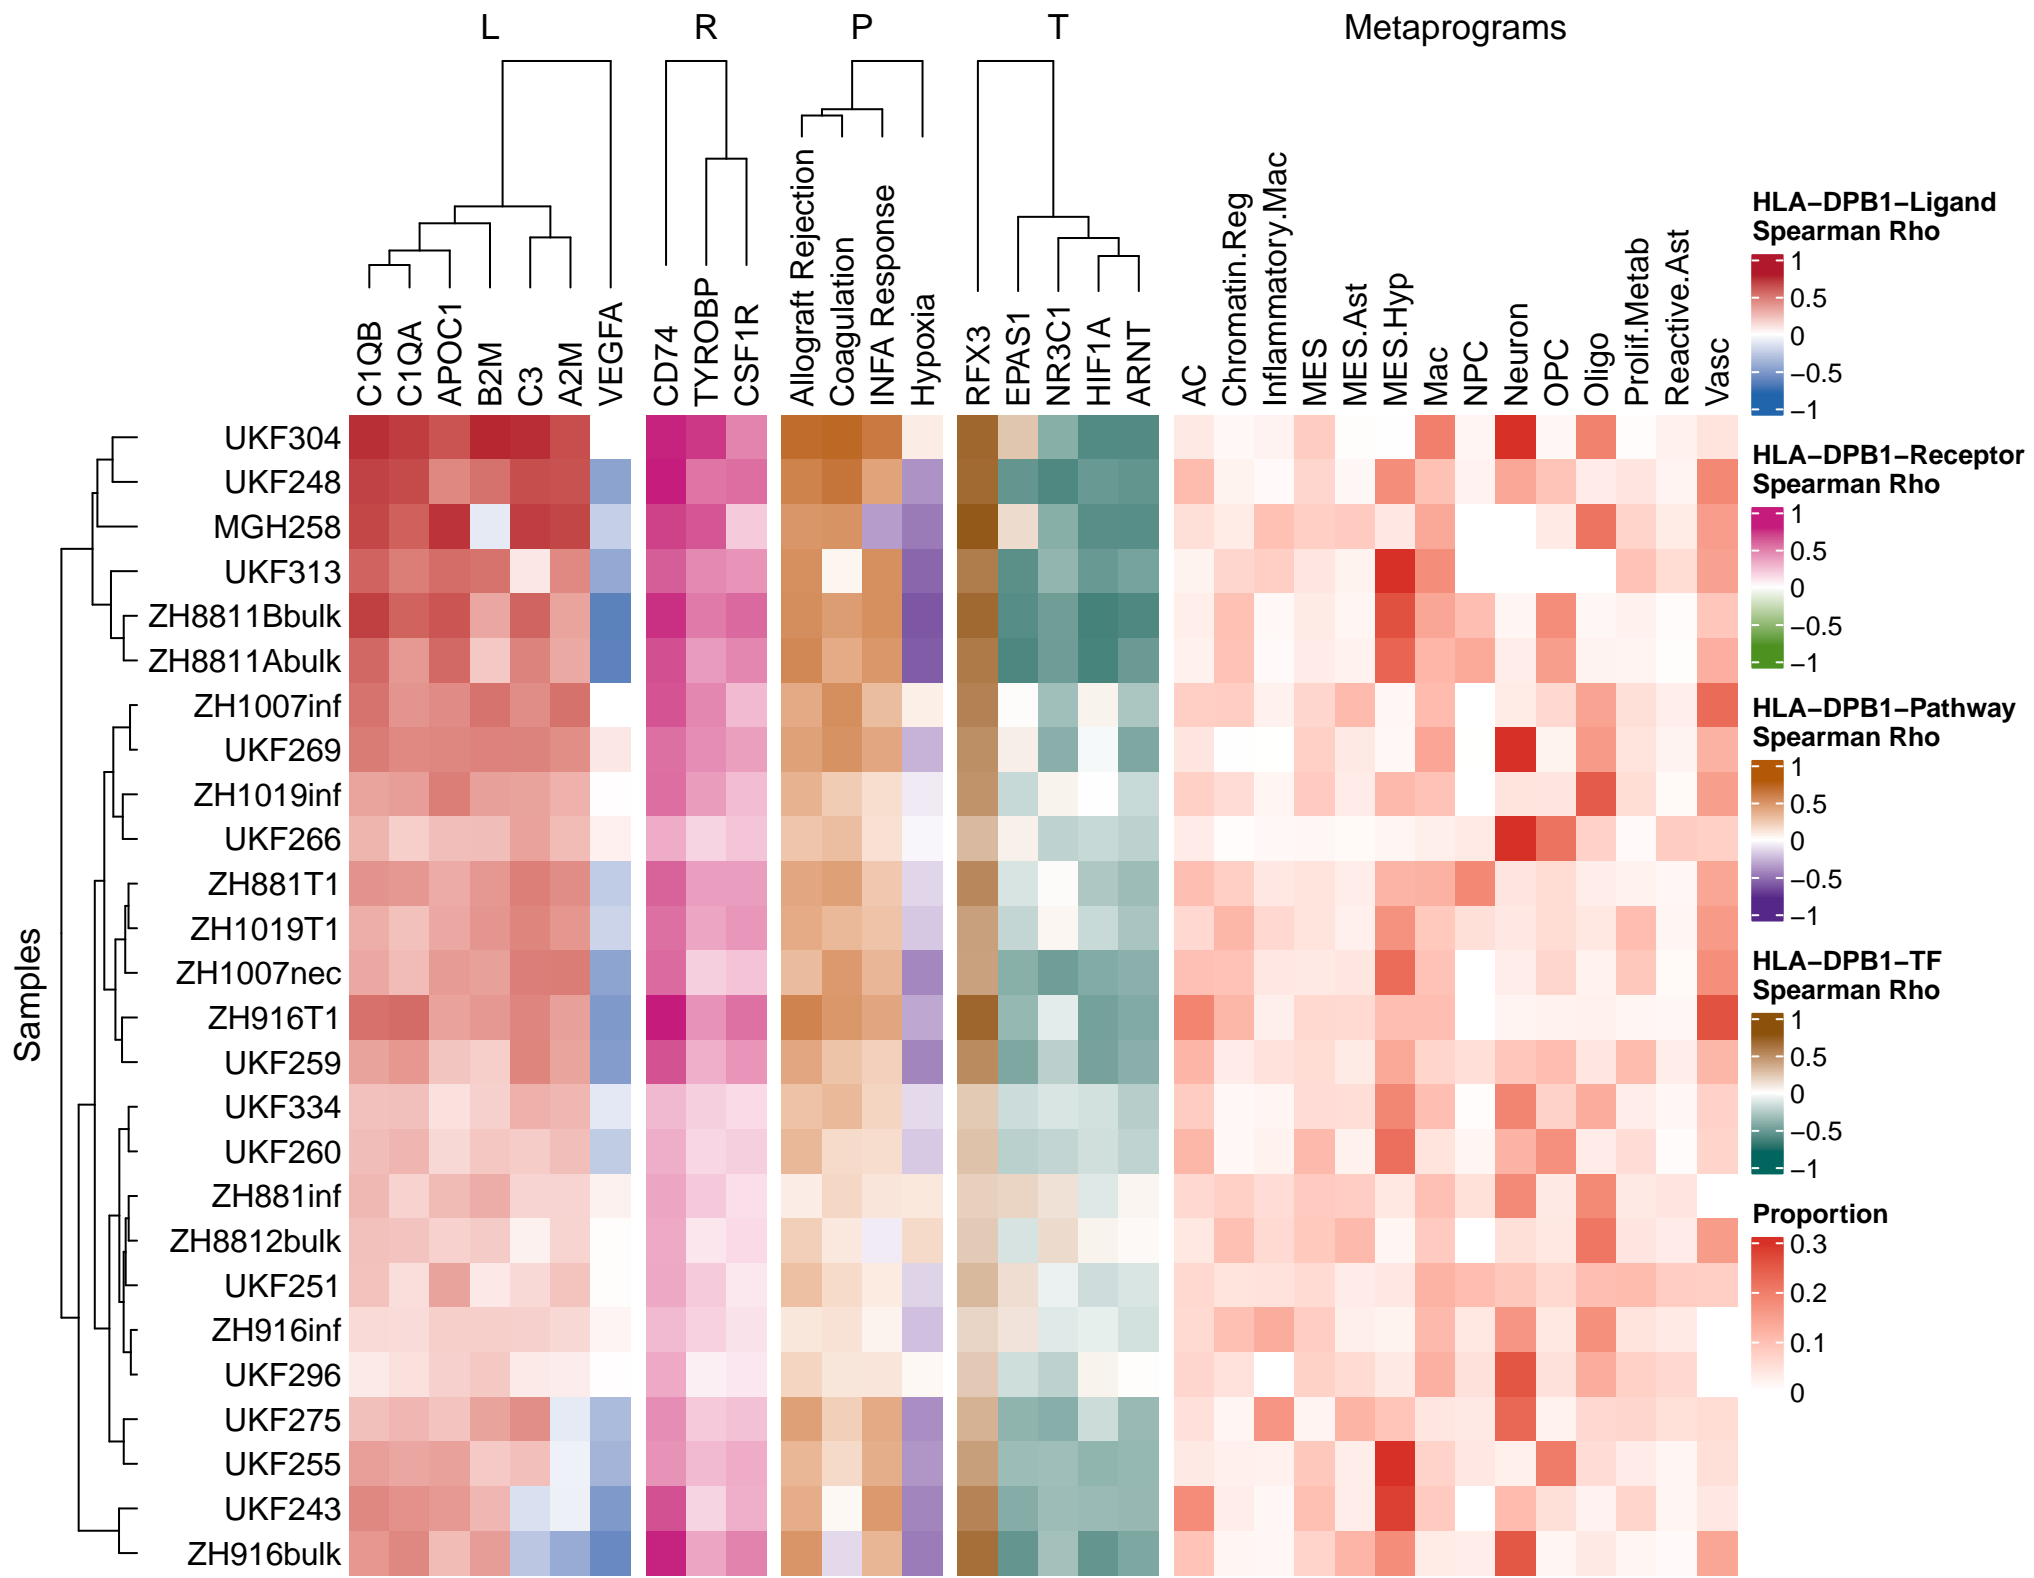 L R P T Metaprograms
C1QB
C1QA
APOC1
B2M
C3
A2M
VEGFA
CD74
TYROBP
CSF1R
Allograft Rejection
Coagulation
INFA Response
Hypoxia
RFX3
EPAS1
NR3C1
HIF1A
ARNT
AC
Chromatin.Reg
Inflammatory.Mac
MES
MES.Ast
MES.Hyp
Mac
NPC
Neuron
OPC
Oligo
Prolif.Metab
Reactive.Ast
Vasc
Samples
UKF304
UKF248
MGH258
UKF313
ZH8811Bbulk
ZH8811Abulk
ZH1007inf
UKF269
ZH1019inf
UKF266
ZH881T1
ZH1019T1
ZH1007nec
ZH916T1
UKF259
UKF334
UKF260
ZH881inf
ZH8812bulk
UKF251
ZH916inf
UKF296
UKF275
UKF255
UKF243
ZH916bulk
HLA−DPB1−Ligand
Spearman Rho
1
0.5
0
−0.5
−1
HLA−DPB1−Receptor
Spearman Rho
1
0.5
0
−0.5
−1
HLA−DPB1−Pathway
Spearman Rho
1
0.5
0
−0.5
−1
HLA−DPB1−TF
Spearman Rho
1
0.5
0
−0.5
−1
Proportion
0.3
0.2
0.1
0